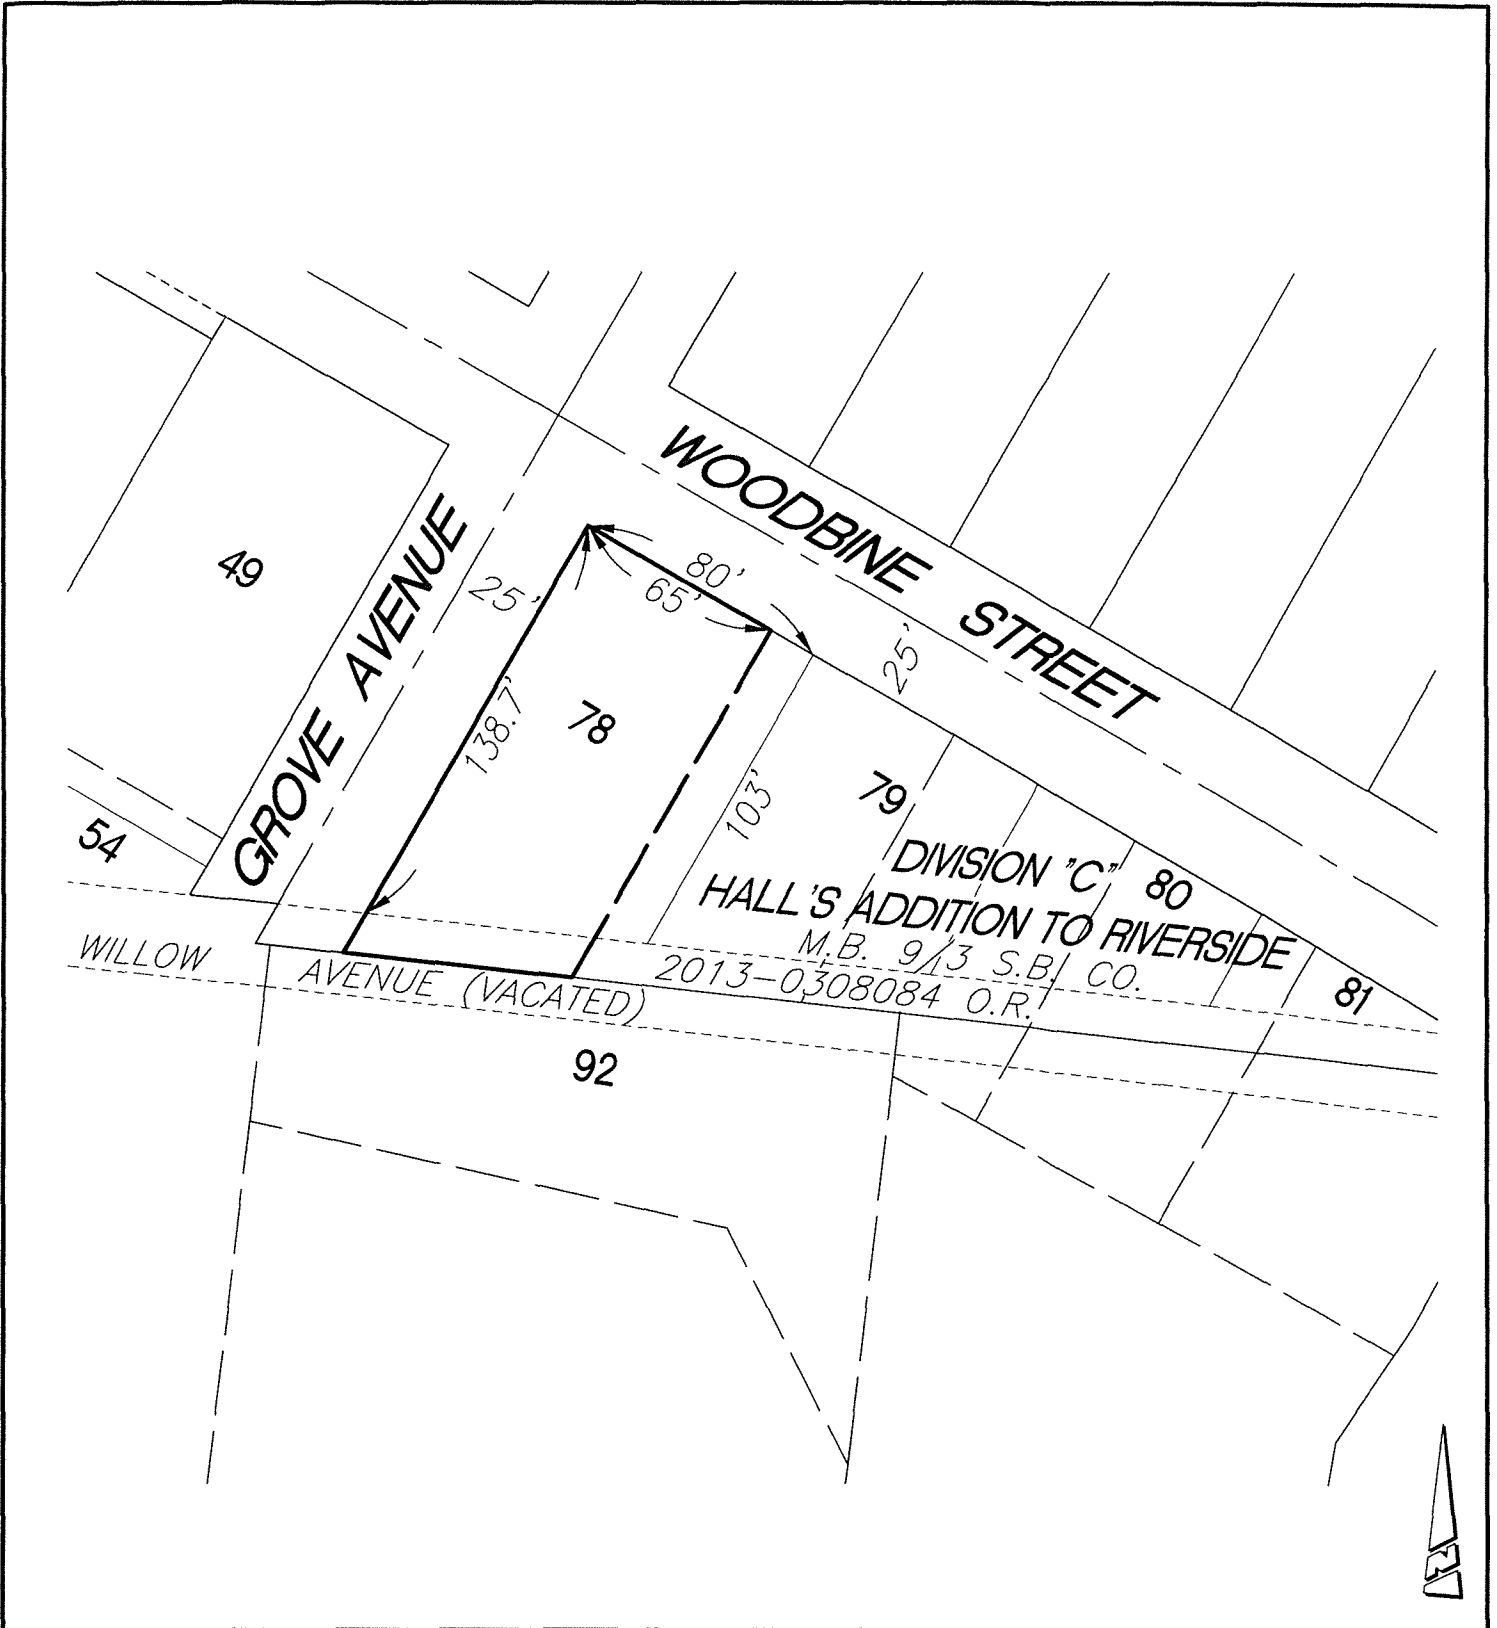 WOODBINE STREET
GROVE AVENUE
49
25'
80'
65'
25'
138.7'
78
103'
79
54
DIVISION "C"
80
HALL'S ADDITION TO RIVERSIDE
M.B. 9/13 S.B. CO.
2013-0308084 O.R.
81
WILLOW AVENUE (VACATED)
92
N